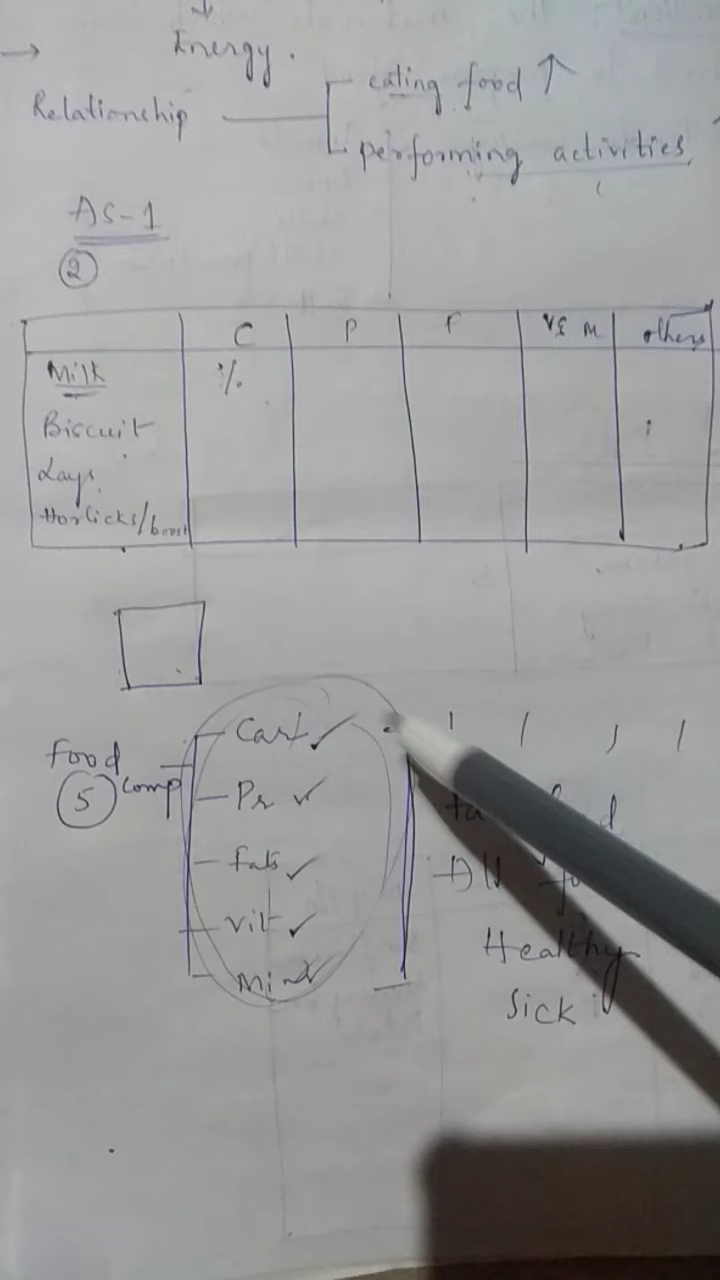 Energy.
Relationship
eating food ↑
performing activities
AS-1
2
C P F V& M others
Milk %
Biscuit
Lays
Horlicks/boost
Food comp
5
Carb ✓
Pr ✓
Fats ✓
Vit ✓
Min ✓
Healthy
Sick